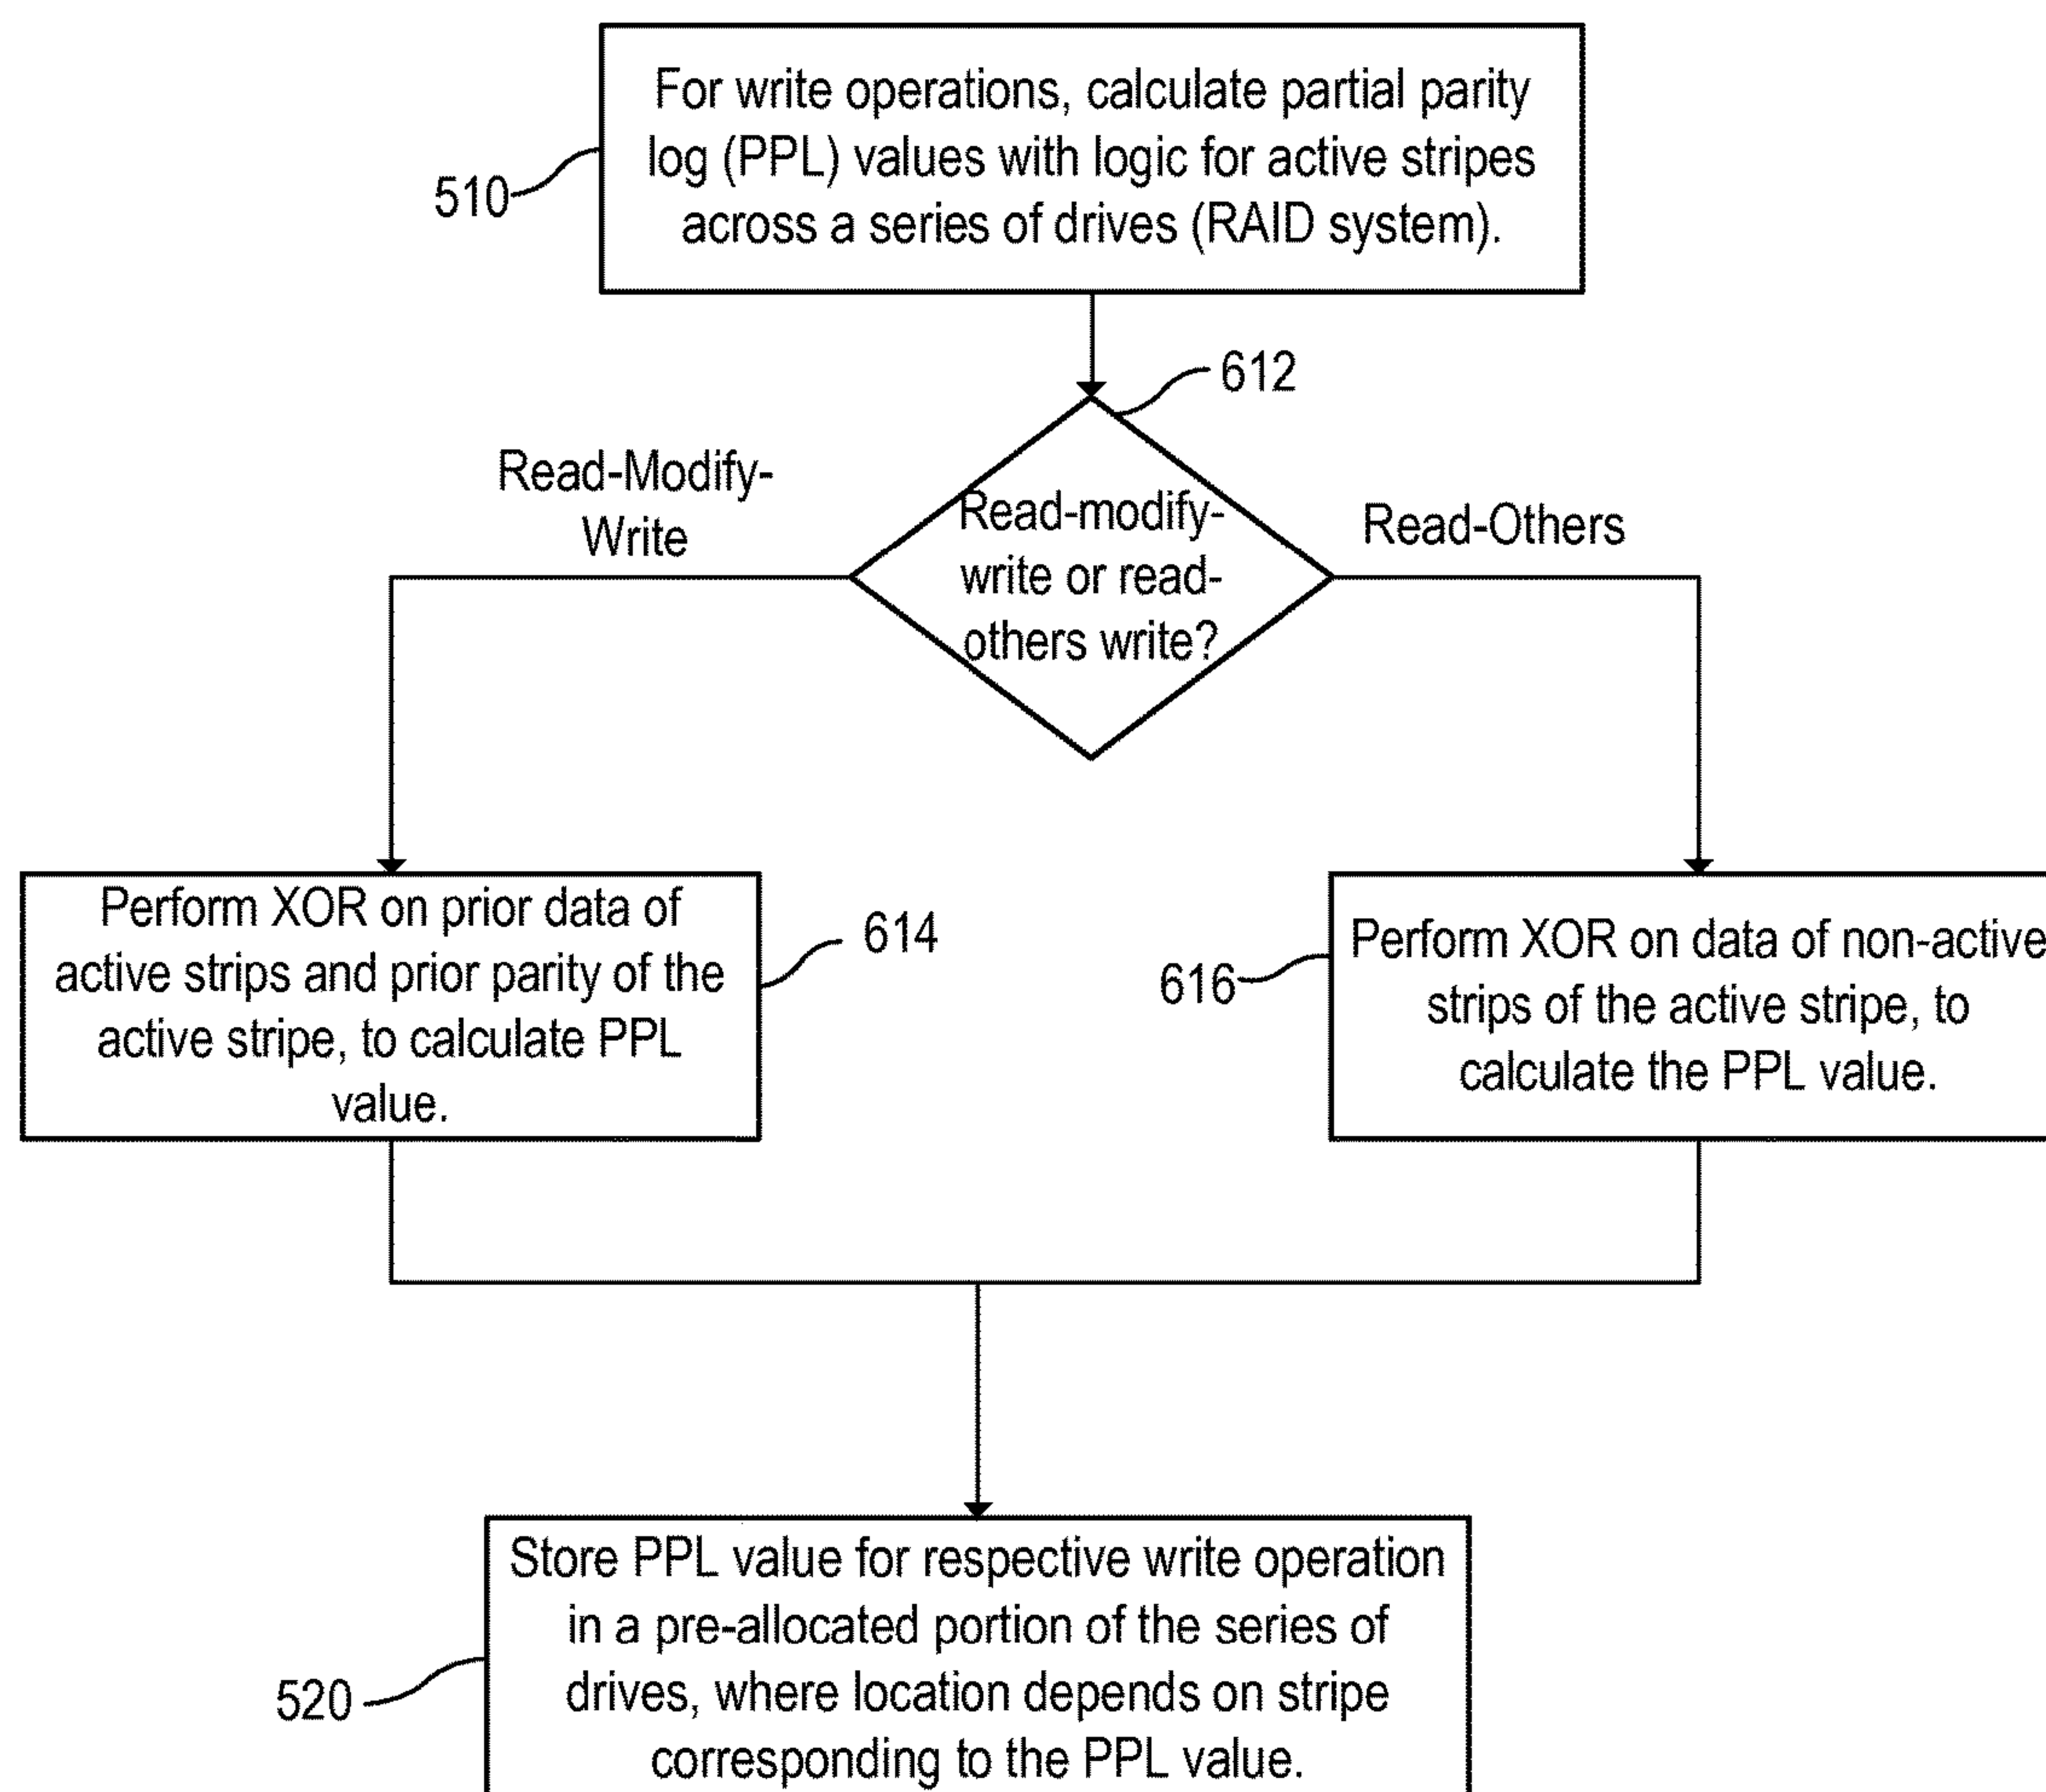 For write operations, calculate partial parity
log (PPL) values with logic for active stripes
across a series of drives (RAID system).
510
612
Read-Modify-
Write
Read-modify-
write or read-
others write?
Read-Others
Perform XOR on prior data of
active strips and prior parity of the
active stripe, to calculate PPL
value.
614
616
Perform XOR on data of non-active
strips of the active stripe, to
calculate the PPL value.
Store PPL value for respective write operation
in a pre-allocated portion of the series of
drives, where location depends on stripe
corresponding to the PPL value.
520